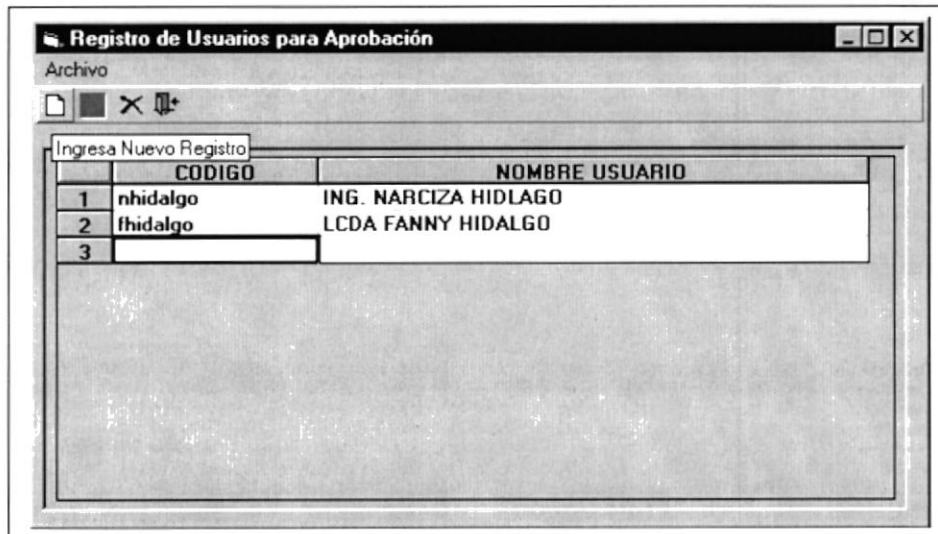 Registro de Usuarios para Aprobación
Archivo
Ingresa Nuevo Registro
CODIGO NOMBRE USUARIO
1 nhidalgo ING. NARCIZA HIDLAGO
2 fhidalgo LCDA FANNY HIDALGO
3